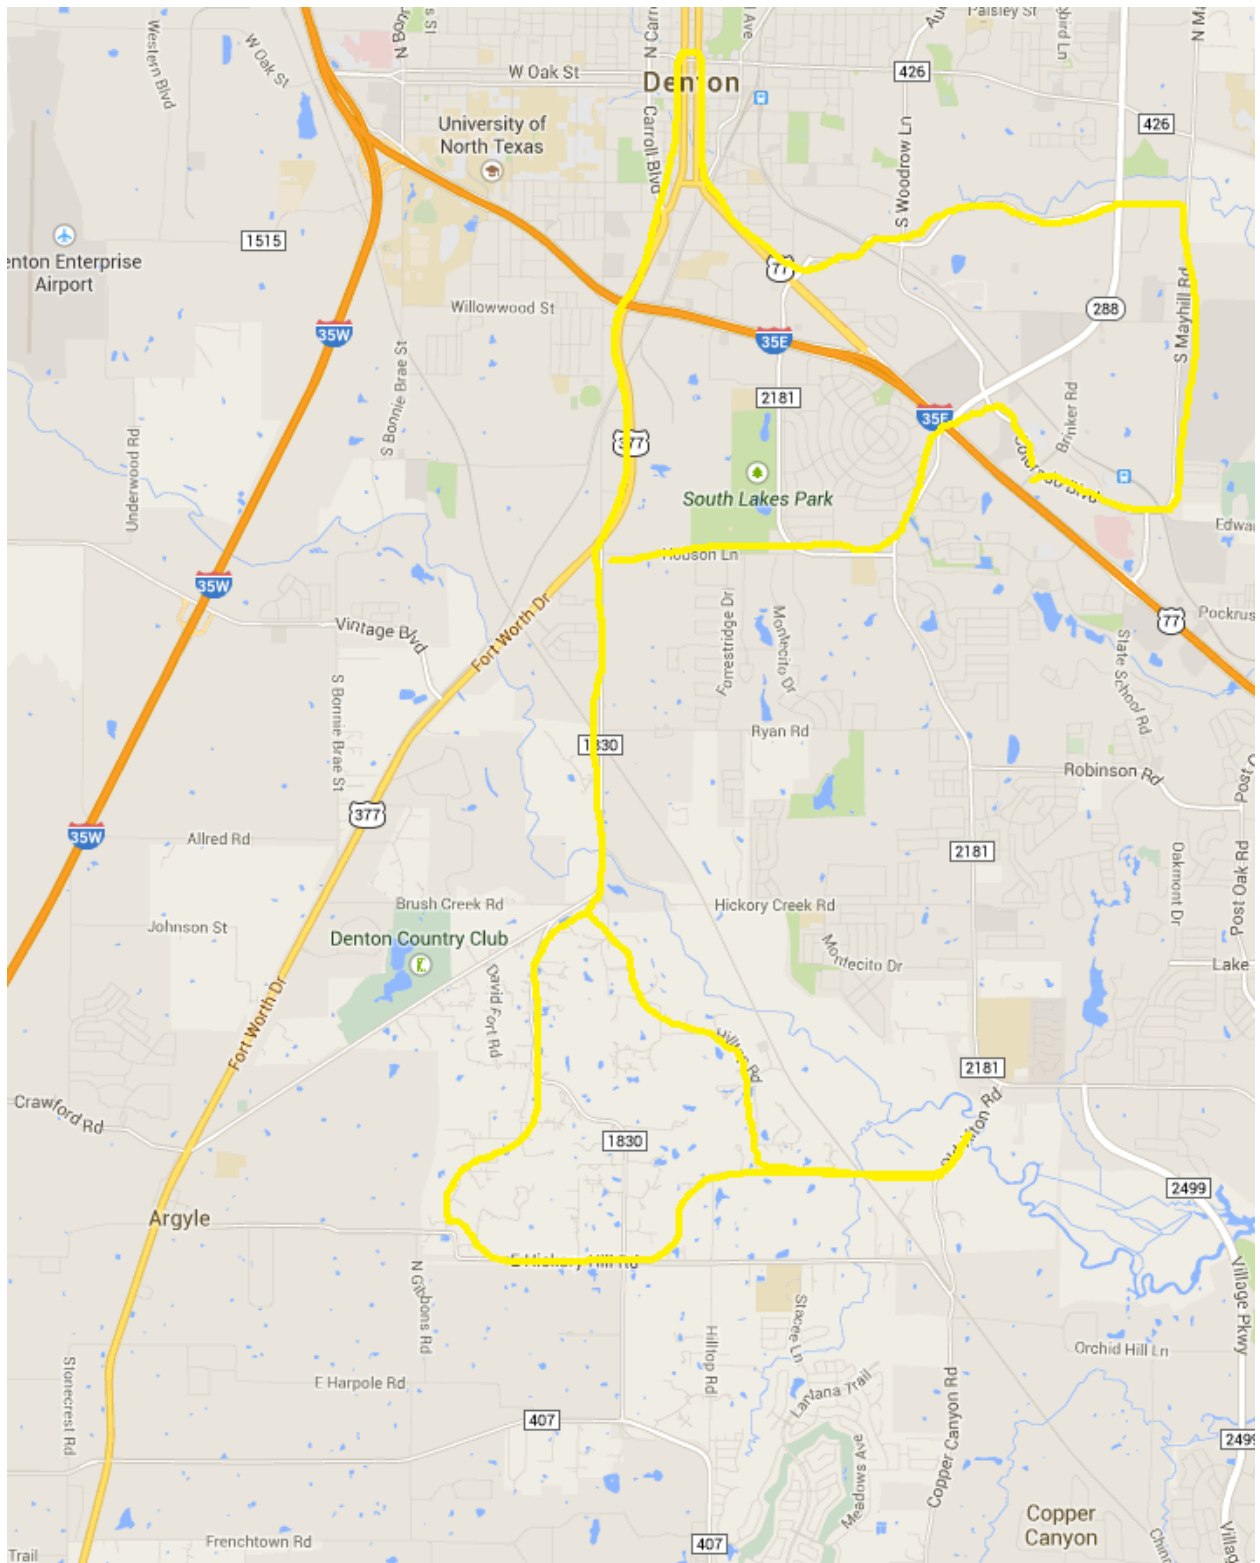 Paisley St
W Oak St
Western Blvd
W Oak St
N Carr
Denton
426
426
University of
North Texas
Carroll Blvd
S Woodrow Ln
1515
enton Enterprise
Airport
77
Willowwood St
288
S Mayhill Rd
35W
35E
S Bonnie Brae St
2181
Brinker Rd
35E
377
Underwood Rd
South Lakes Park
Edwa
Hobson Ln
35W
Vintage Blvd
Fort Worth Dr
Forrestridge Dr
Montecito Dr
77
Pockrus
State School Rd
S Bonnie Brae St
1830
Ryan Rd
Robinson Rd
377
35W
Allred Rd
2181
Oakmont Dr
Post Oak Rd
Brush Creek Rd
Hickory Creek Rd
Johnson St
Denton Country Club
Montecito Dr
Lake
David Fort Rd
Fort Worth Dr
2181
Crawford Rd
1830
2499
Argyle
E Hickory Hill Rd
N Gibbons Rd
Village Pkwy
Stacee Ln
Hilltop Rd
Orchid Hill Ln
Stonecrest Rd
E Harpole Rd
Lantana Trail
407
Copper Canyon Rd
2499
Meadows Ave
Copper
Canyon
Frenchtown Rd
407
Trail